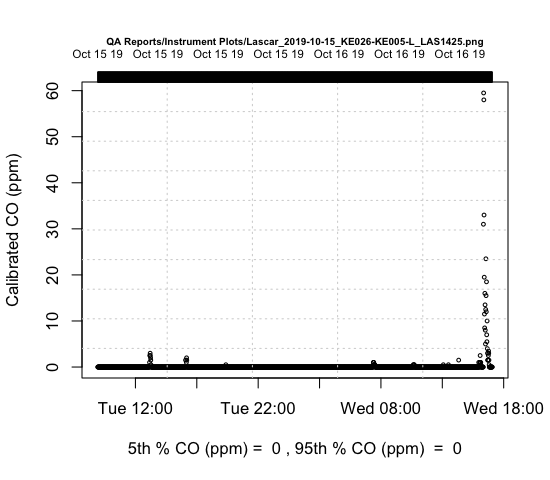 QA Reports/Instrument Plots/Lascar_2019-10-15_KE026-KE005-L_LAS1425.png
Oct 15 19 Oct 15 19 Oct 15 19 Oct 15 19 Oct 16 19 Oct 16 19 Oct 16 19
Calibrated CO (ppm)
60
50
40
30
20
10
0
Tue 12:00 Tue 22:00 Wed 08:00 Wed 18:00
5th % CO (ppm) = 0 , 95th % CO (ppm) = 0